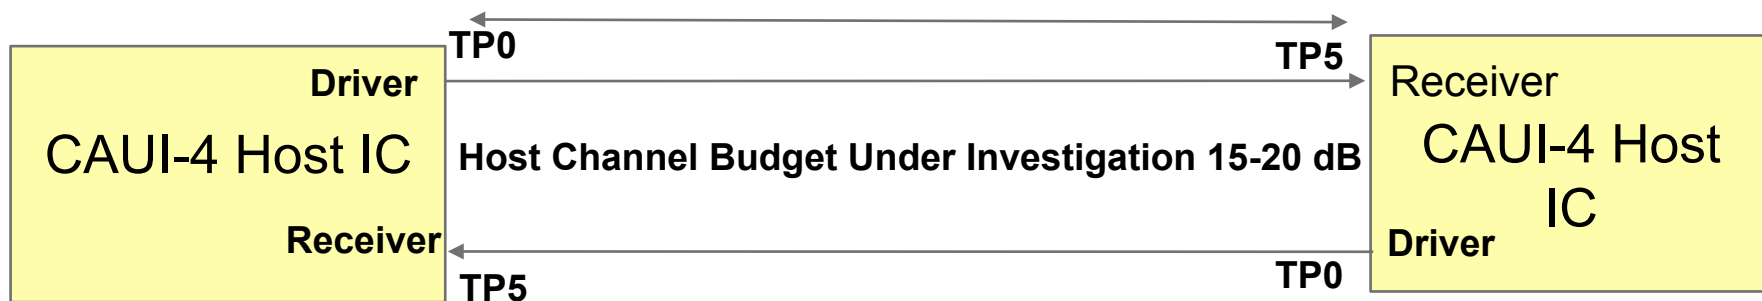 TP0
TP5
Driver
Receiver
CAUI-4 Host IC
Host Channel Budget Under Investigation 15-20 dB
CAUI-4 Host
IC
Receiver
Driver
TP5
TP0